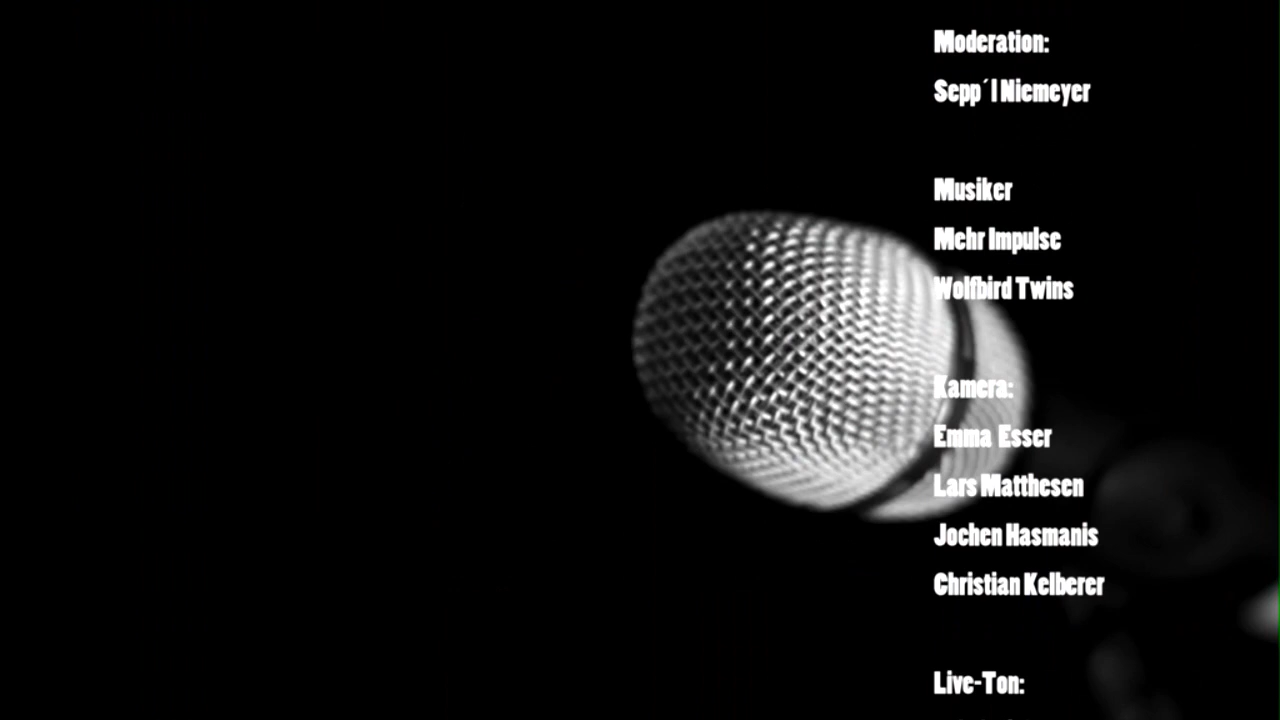 Moderation:
Sepp´l Niemeyer
Musiker
Mehr Impulse
Wolfbird Twins
Kamera:
Emma Esser
Lars Matthesen
Jochen Hasmanis
Christian Kelberer
Live-Ton: